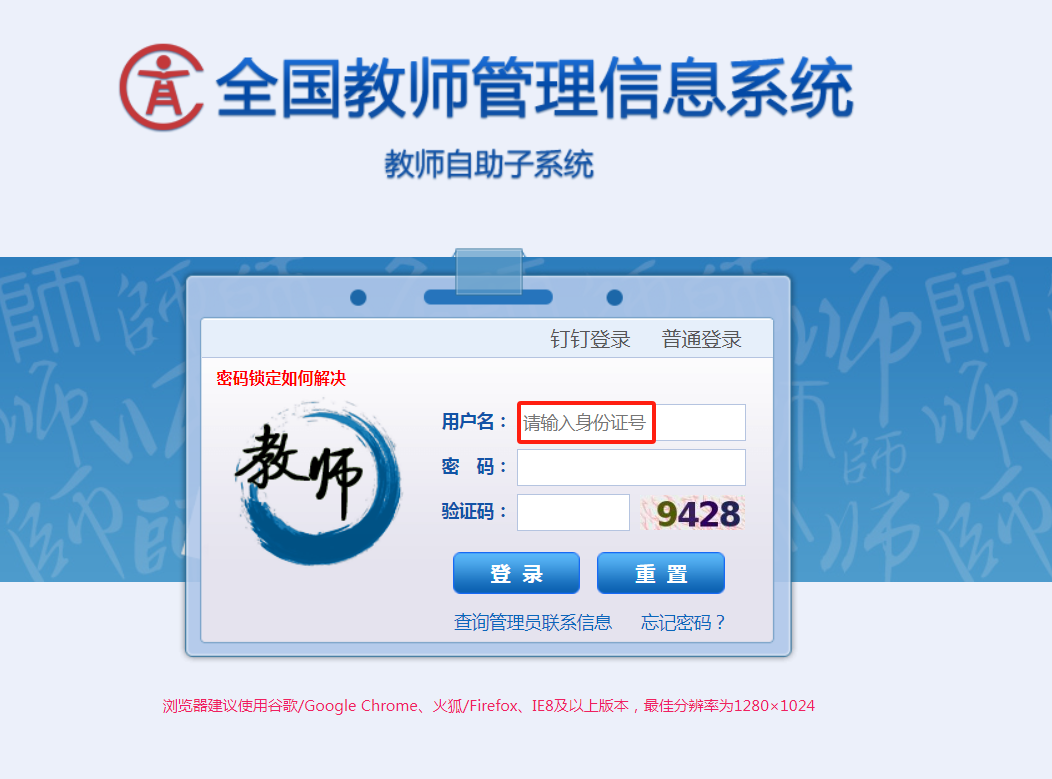 全国教师管理信息系统
教师自助子系统
钉钉登录 普通登录
密码锁定如何解决
教师
用户名： 请输入身份证号
密 码：
验证码： 9428
登 录 重 置
查询管理员联系信息 忘记密码？
浏览器建议使用谷歌/Google Chrome、火狐/Firefox、IE8及以上版本，最佳分辨率为1280×1024